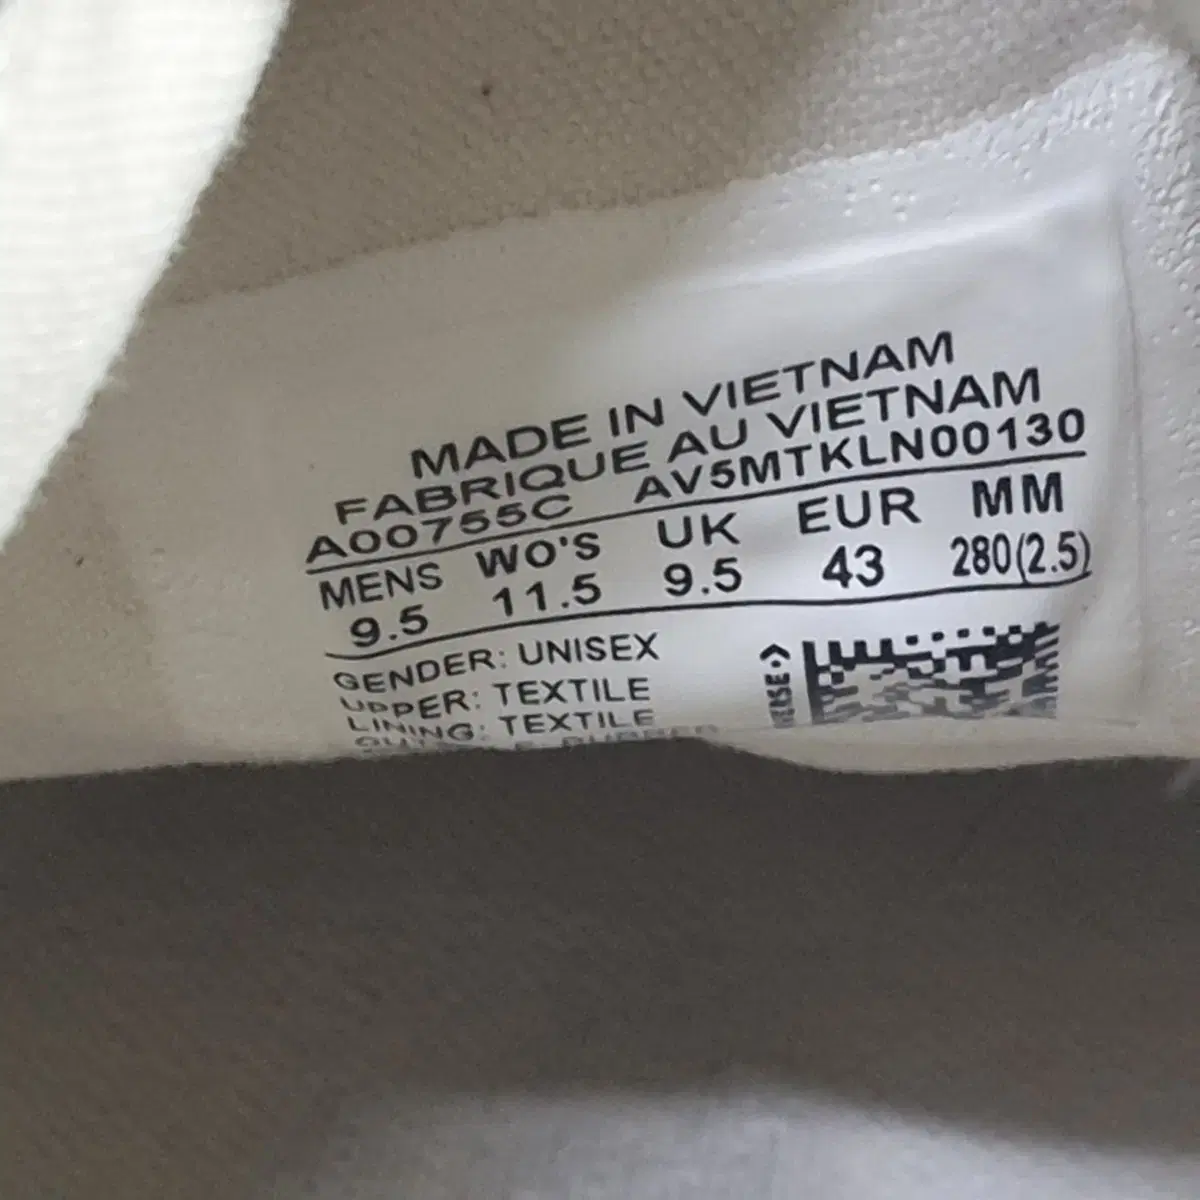 MADE IN VIETNAM
FABRIQUE AU VIETNAM
A00755C AV5MTKLN00130
MENS WO'S UK EUR MM
9.5 11.5 9.5 43 280(2.5)
GENDER: UNISEX
UPPER: TEXTILE
LINING: TEXTILE